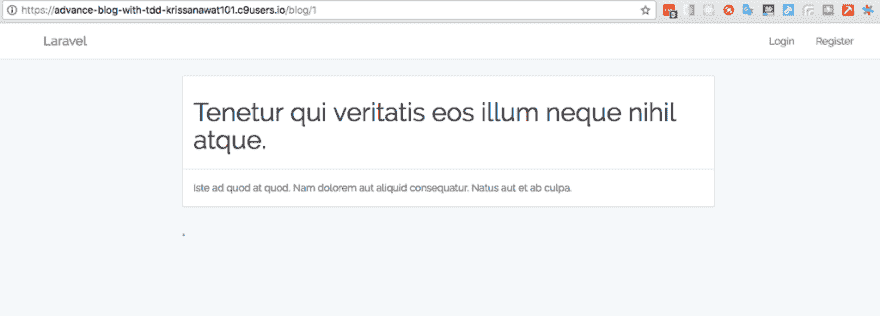 https://advance-blog-with-tdd-krissanawat101.c9users.io/blog/1
Laravel
Login
Register
Tenetur qui veritatis eos illum neque nihil
atque.
Iste ad quod at quod. Nam dolorem aut aliquid consequatur. Natus aut et ab culpa.
.